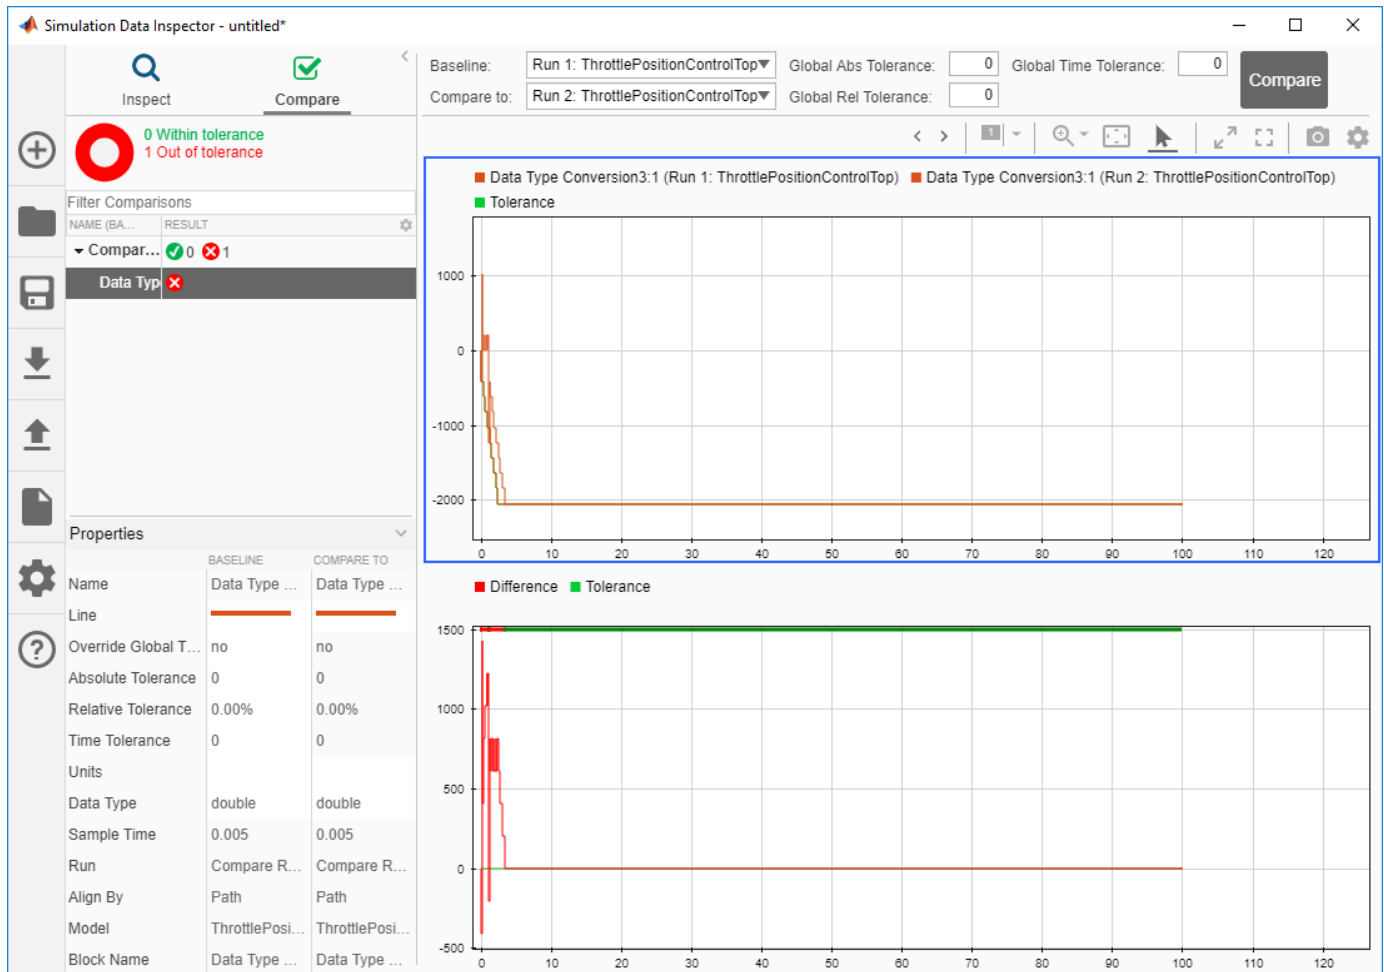 Simulation Data Inspector - untitled*
Inspect
Compare
Baseline:
Run 1: ThrottlePositionControlTop
Global Abs Tolerance:
0
Global Time Tolerance:
0
Compare
Compare to:
Run 2: ThrottlePositionControlTop
Global Rel Tolerance:
0
0 Within tolerance
1 Out of tolerance
Filter Comparisons
NAME (BA...
RESULT
Compar...
0
1
Data Typ
1
Data Type Conversion3:1 (Run 1: ThrottlePositionControlTop)
Data Type Conversion3:1 (Run 2: ThrottlePositionControlTop)
Tolerance
1000
0
-1000
-2000
0 10 20 30 40 50 60 70 80 90 100 110 120
Properties
BASELINE COMPARE TO
Name Data Type ... Data Type ...
Line
Override Global T... no no
Absolute Tolerance 0 0
Relative Tolerance 0.00% 0.00%
Time Tolerance 0 0
Units
Data Type double double
Sample Time 0.005 0.005
Run Compare R... Compare R...
Align By Path Path
Model ThrottlePosi... ThrottlePosi...
Block Name Data Type ... Data Type ...
Difference
Tolerance
1500
1000
500
0
-500
0 10 20 30 40 50 60 70 80 90 100 110 120